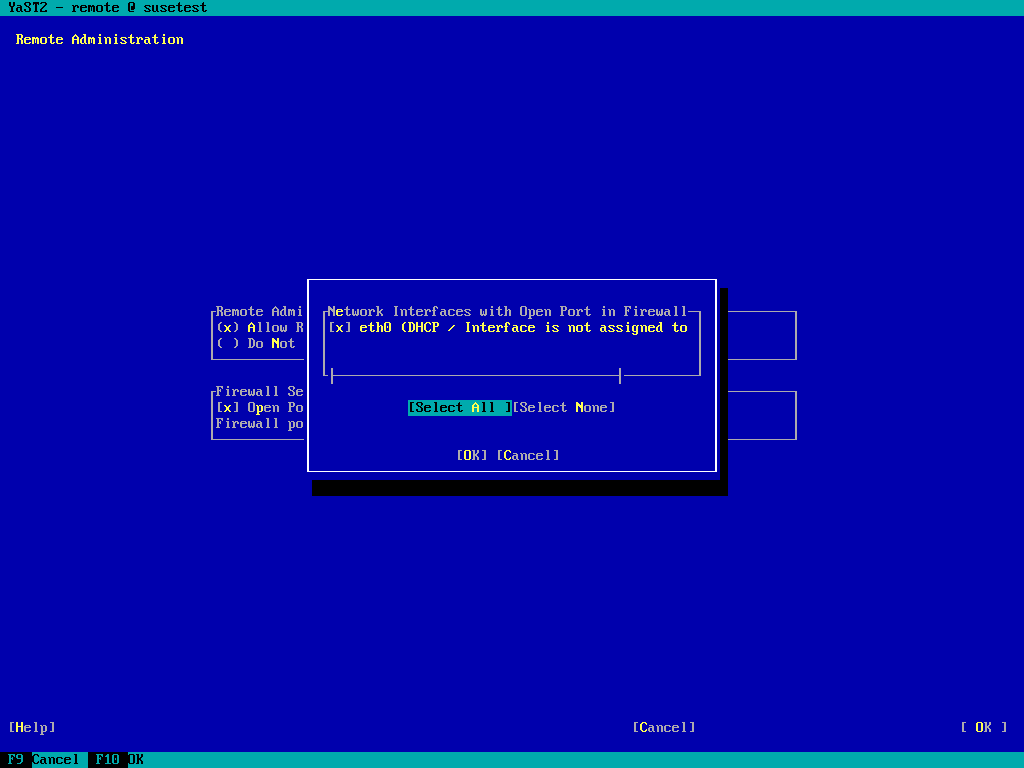 YaST2 - remote @ susetest
Remote Administration
Remote Admi
(x) Allow R
( ) Do Not
Firewall Se
[x] Open Po
Firewall po
Network Interfaces with Open Port in Firewall
[x] eth0 (DHCP / Interface is not assigned to
[Select All ][Select None]
[OK] [Cancel]
[Help] [Cancel] [ OK ]
F9 Cancel F10 OK